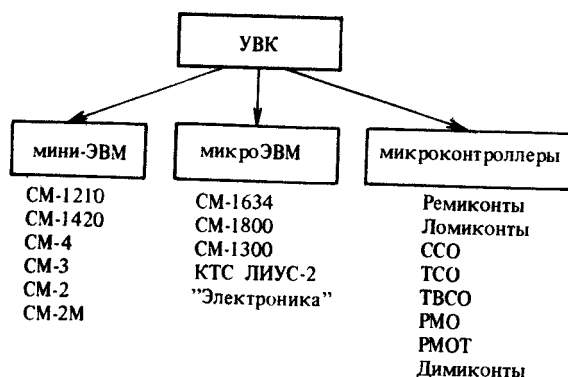 УВК
мини-ЭВМ
СМ-1210
СМ-1420
СМ-4
СМ-3
СМ-2
СМ-2М
микроЭВМ
СМ-1634
СМ-1800
СМ-1300
КТС ЛИУС-2
"Электроника"
микроконтроллеры
Ремиконты
Ломиконты
ССО
ТСО
ТВСО
РМО
РМОТ
Димиконты